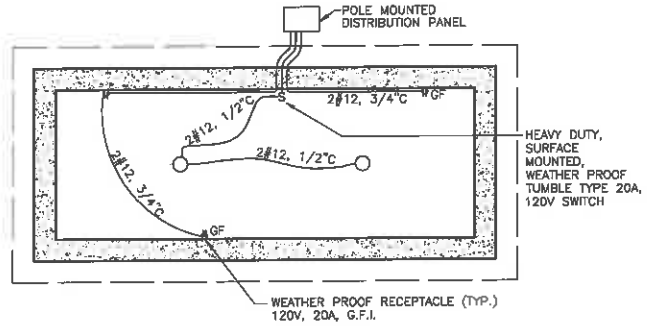 POLE MOUNTED
DISTRIBUTION PANEL
S
2#12, 3/4"C
GF
2#12, 1/2"C
2#12, 1/2"C
2#12, 3/4"C
GF
HEAVY DUTY,
SURFACE
MOUNTED,
WEATHER PROOF
TUMBLE TYPE 20A,
120V SWITCH
WEATHER PROOF RECEPTACLE (TYP.)
120V, 20A, G.F.I.